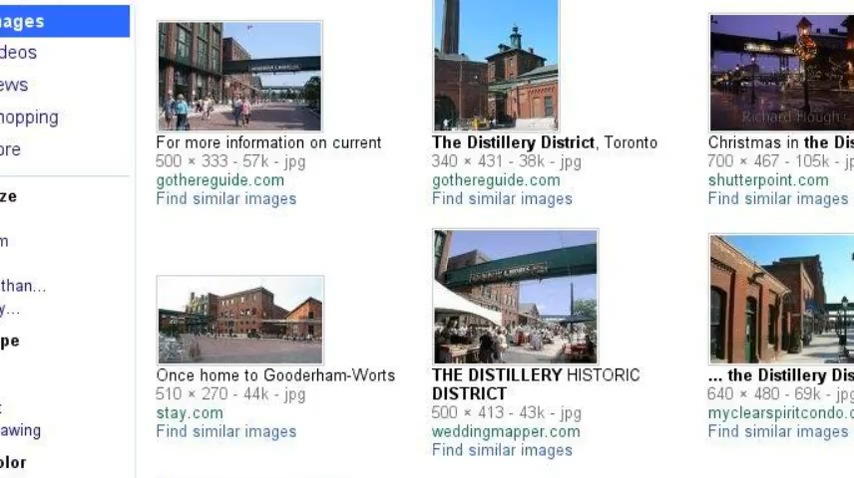 ages
deos
ews
hopping
ore
ze
m
than...
y...
pe
awing
olor
For more information on current
500 × 333 - 57k - jpg
gothereguide.com
Find similar images
The Distillery District, Toronto
340 × 431 - 38k - jpg
gothereguide.com
Find similar images
Richard Hough
Christmas in the Dis
700 × 467 - 105k - jp
shutterpoint.com
Find similar images
Once home to Gooderham-Worts
510 × 270 - 44k - jpg
stay.com
Find similar images
THE DISTILLERY HISTORIC
DISTRICT
500 × 413 - 43k - jpg
weddingmapper.com
Find similar images
... the Distillery Dis
640 × 480 - 69k - jpg
myclearspiritcondo.c
Find similar images